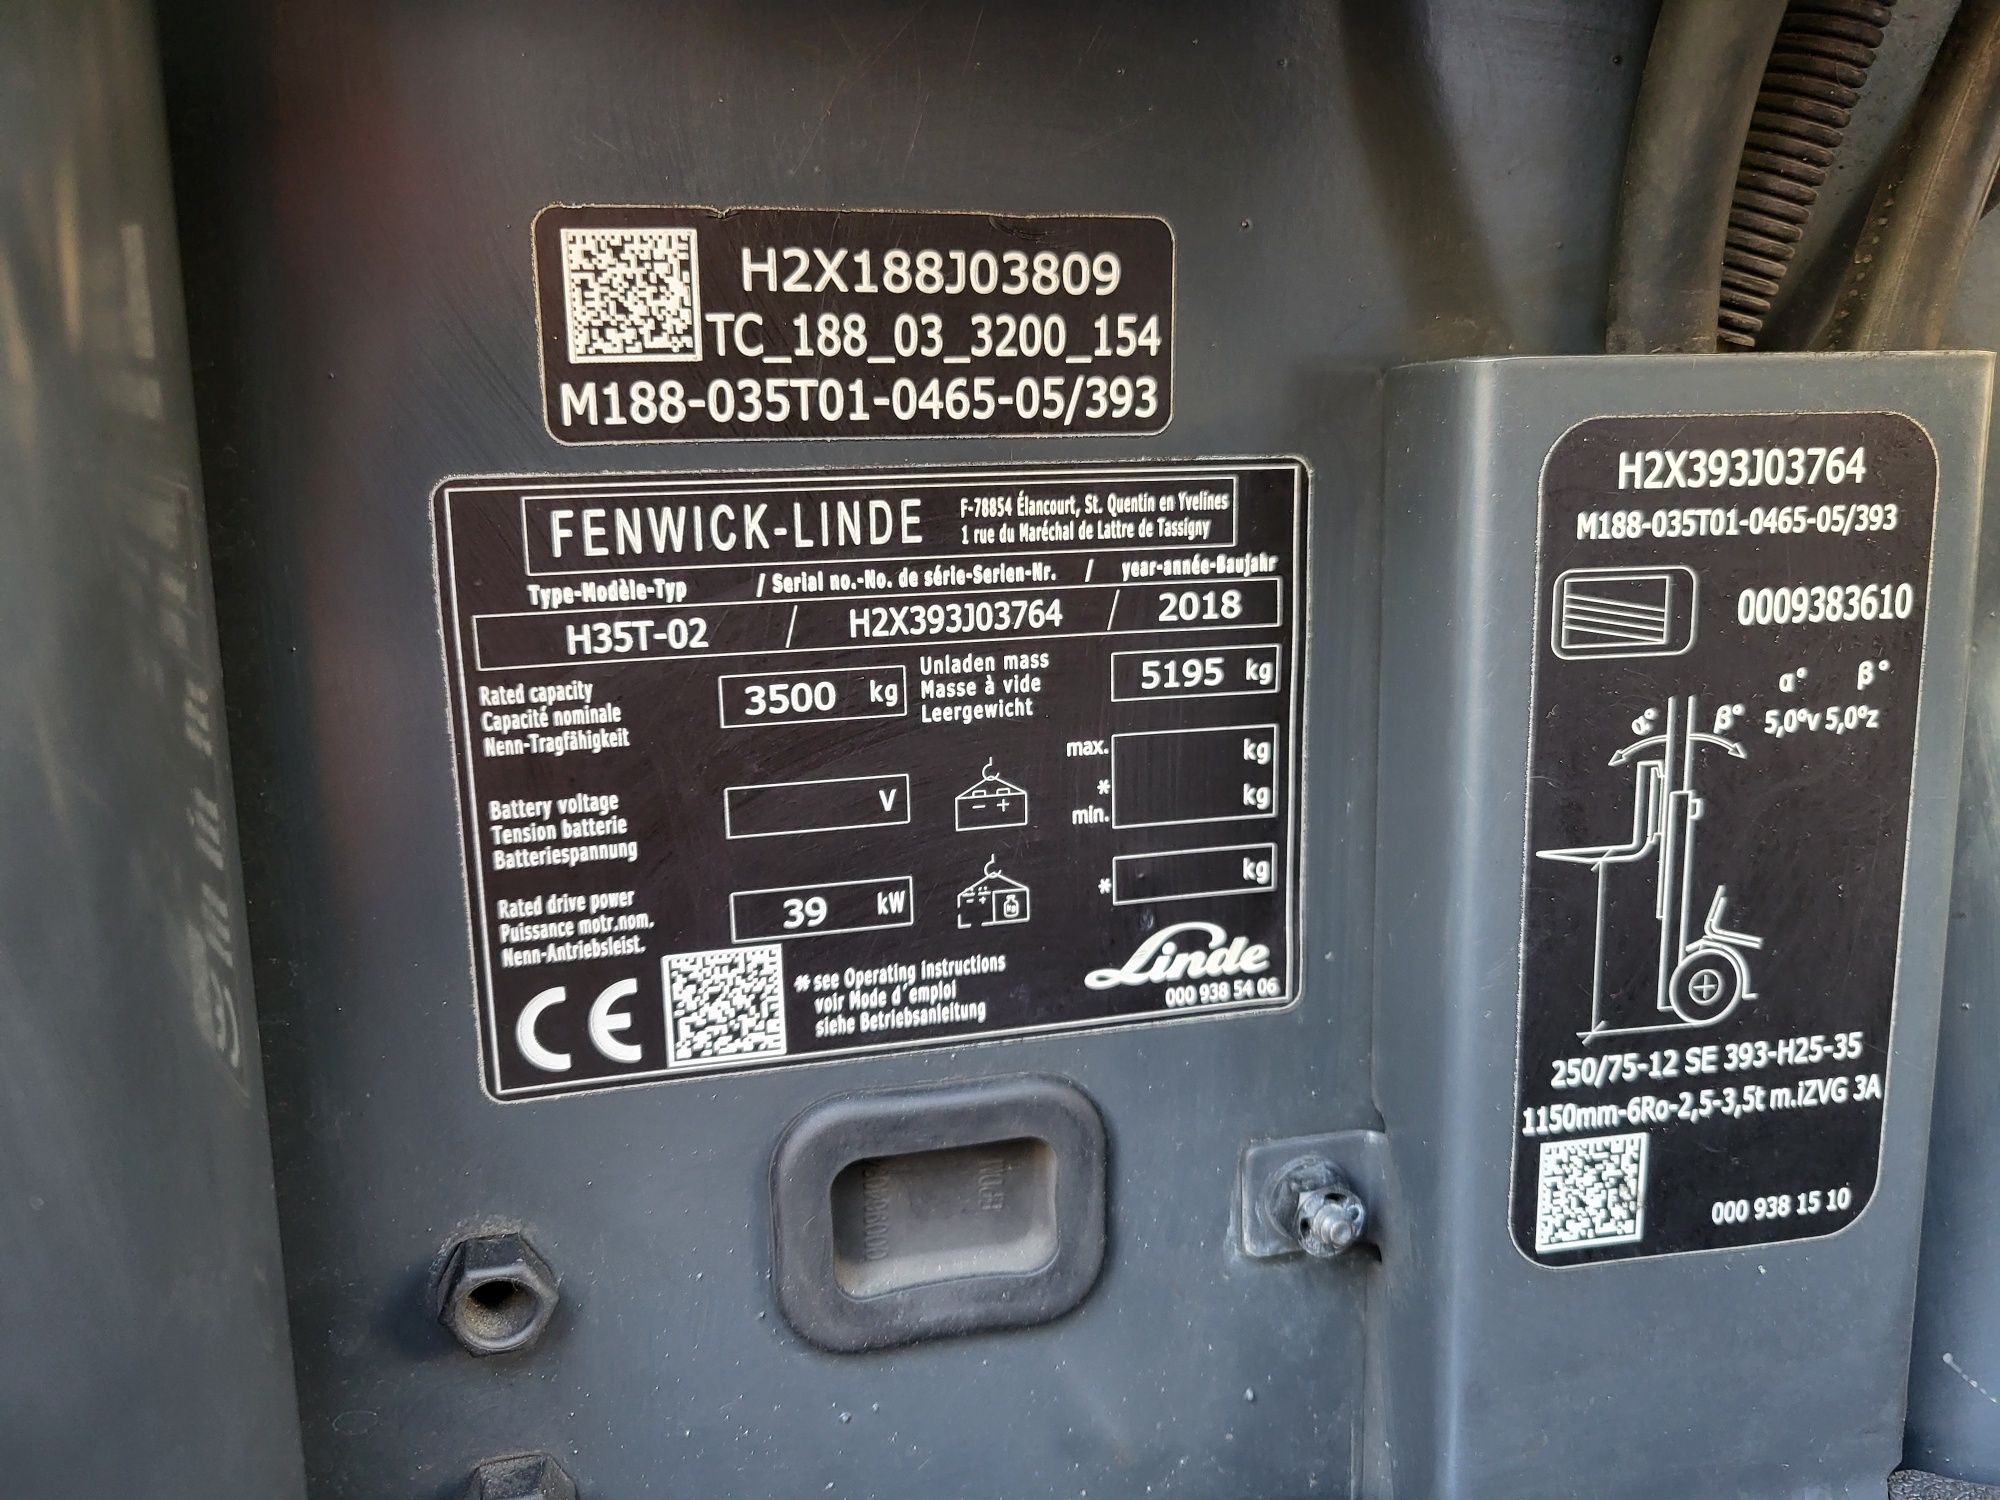 H2X188J03809
TC_188_03_3200_154
M188-035T01-0465-05/393
FENWICK-LINDE
F-78854 Élancourt, St. Quentin en Yvelines
1 rue du Maréchal de Lattre de Tassigny
Type-Modèle-Typ / Serial no.-No. de série-Serien-Nr. / year-année-Baujahr
H35T-02 / H2X393J03764 / 2018
Rated capacity
Capacité nominale
Nenn-Tragfähigkeit
3500 kg
Unladen mass
Masse à vide
Leergewicht
5195 kg
Battery voltage
Tension batterie
Batteriespannung
V
- +
max. kg
*
min. kg
Rated drive power
Puissance motr.nom.
Nenn-Antriebsleist.
39 kW
* kg
CE
* see Operating Instructions
voir Mode d'emploi
siehe Betriebsanleitung
Linde
000 938 54 06
H2X393J03764
M188-035T01-0465-05/393
0009383610
α° β°
α° β° 5,0°v 5,0°z
250/75-12 SE 393-H25-35
1150mm-6Ro-2,5-3,5t m.iZVG 3A
000 938 15 10